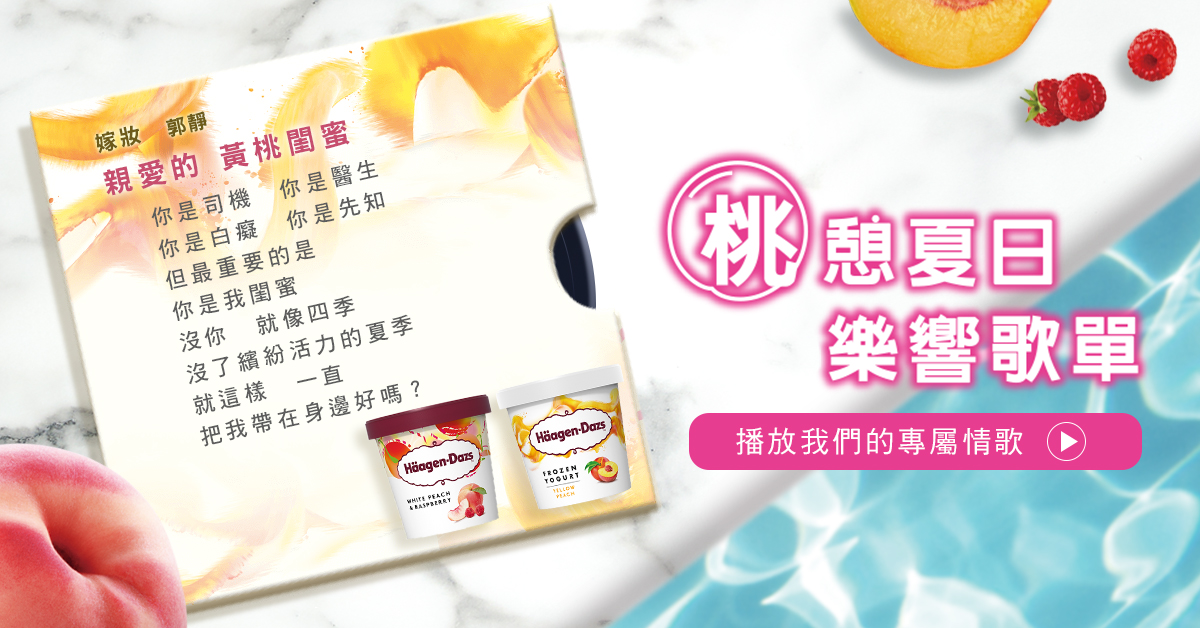 嫁妝　郭靜
親愛的 黃桃閨蜜
你是司機　你是醫生
你是白癡　你是先知
但最重要的是
你是我閨蜜
沒你　就像四季
沒了繽紛活力的夏季
就這樣　一直
把我帶在身邊好嗎？
Häagen-Dazs
WHITE PEACH
& RASPBERRY
Häagen-Dazs
FROZEN
YOGURT
YELLOW
PEACH
桃憩夏日
樂響歌單
播放我們的專屬情歌